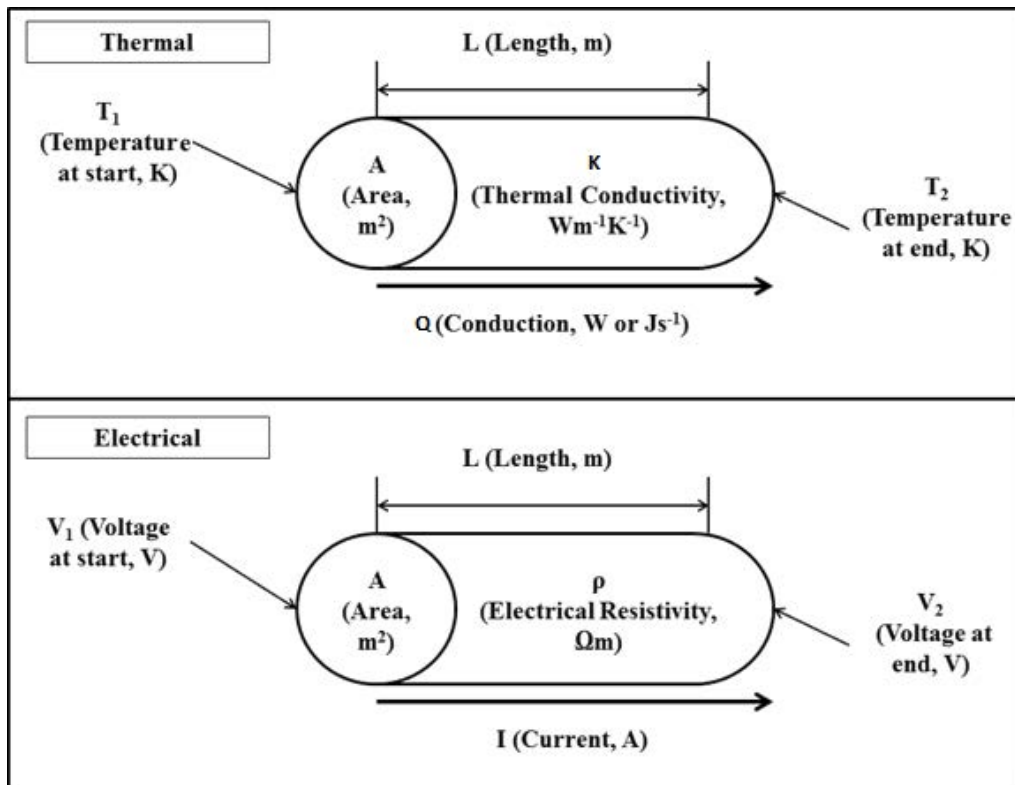 Thermal
L (Length, m)
T₁
(Temperature
at start, K)
A
(Area,
m²)
K
(Thermal Conductivity,
Wm⁻¹K⁻¹)
T₂
(Temperature
at end, K)
Q (Conduction, W or Js⁻¹)
Electrical
L (Length, m)
V₁ (Voltage
at start, V)
A
(Area,
m²)
ρ
(Electrical Resistivity,
Ωm)
V₂
(Voltage at
end, V)
I (Current, A)